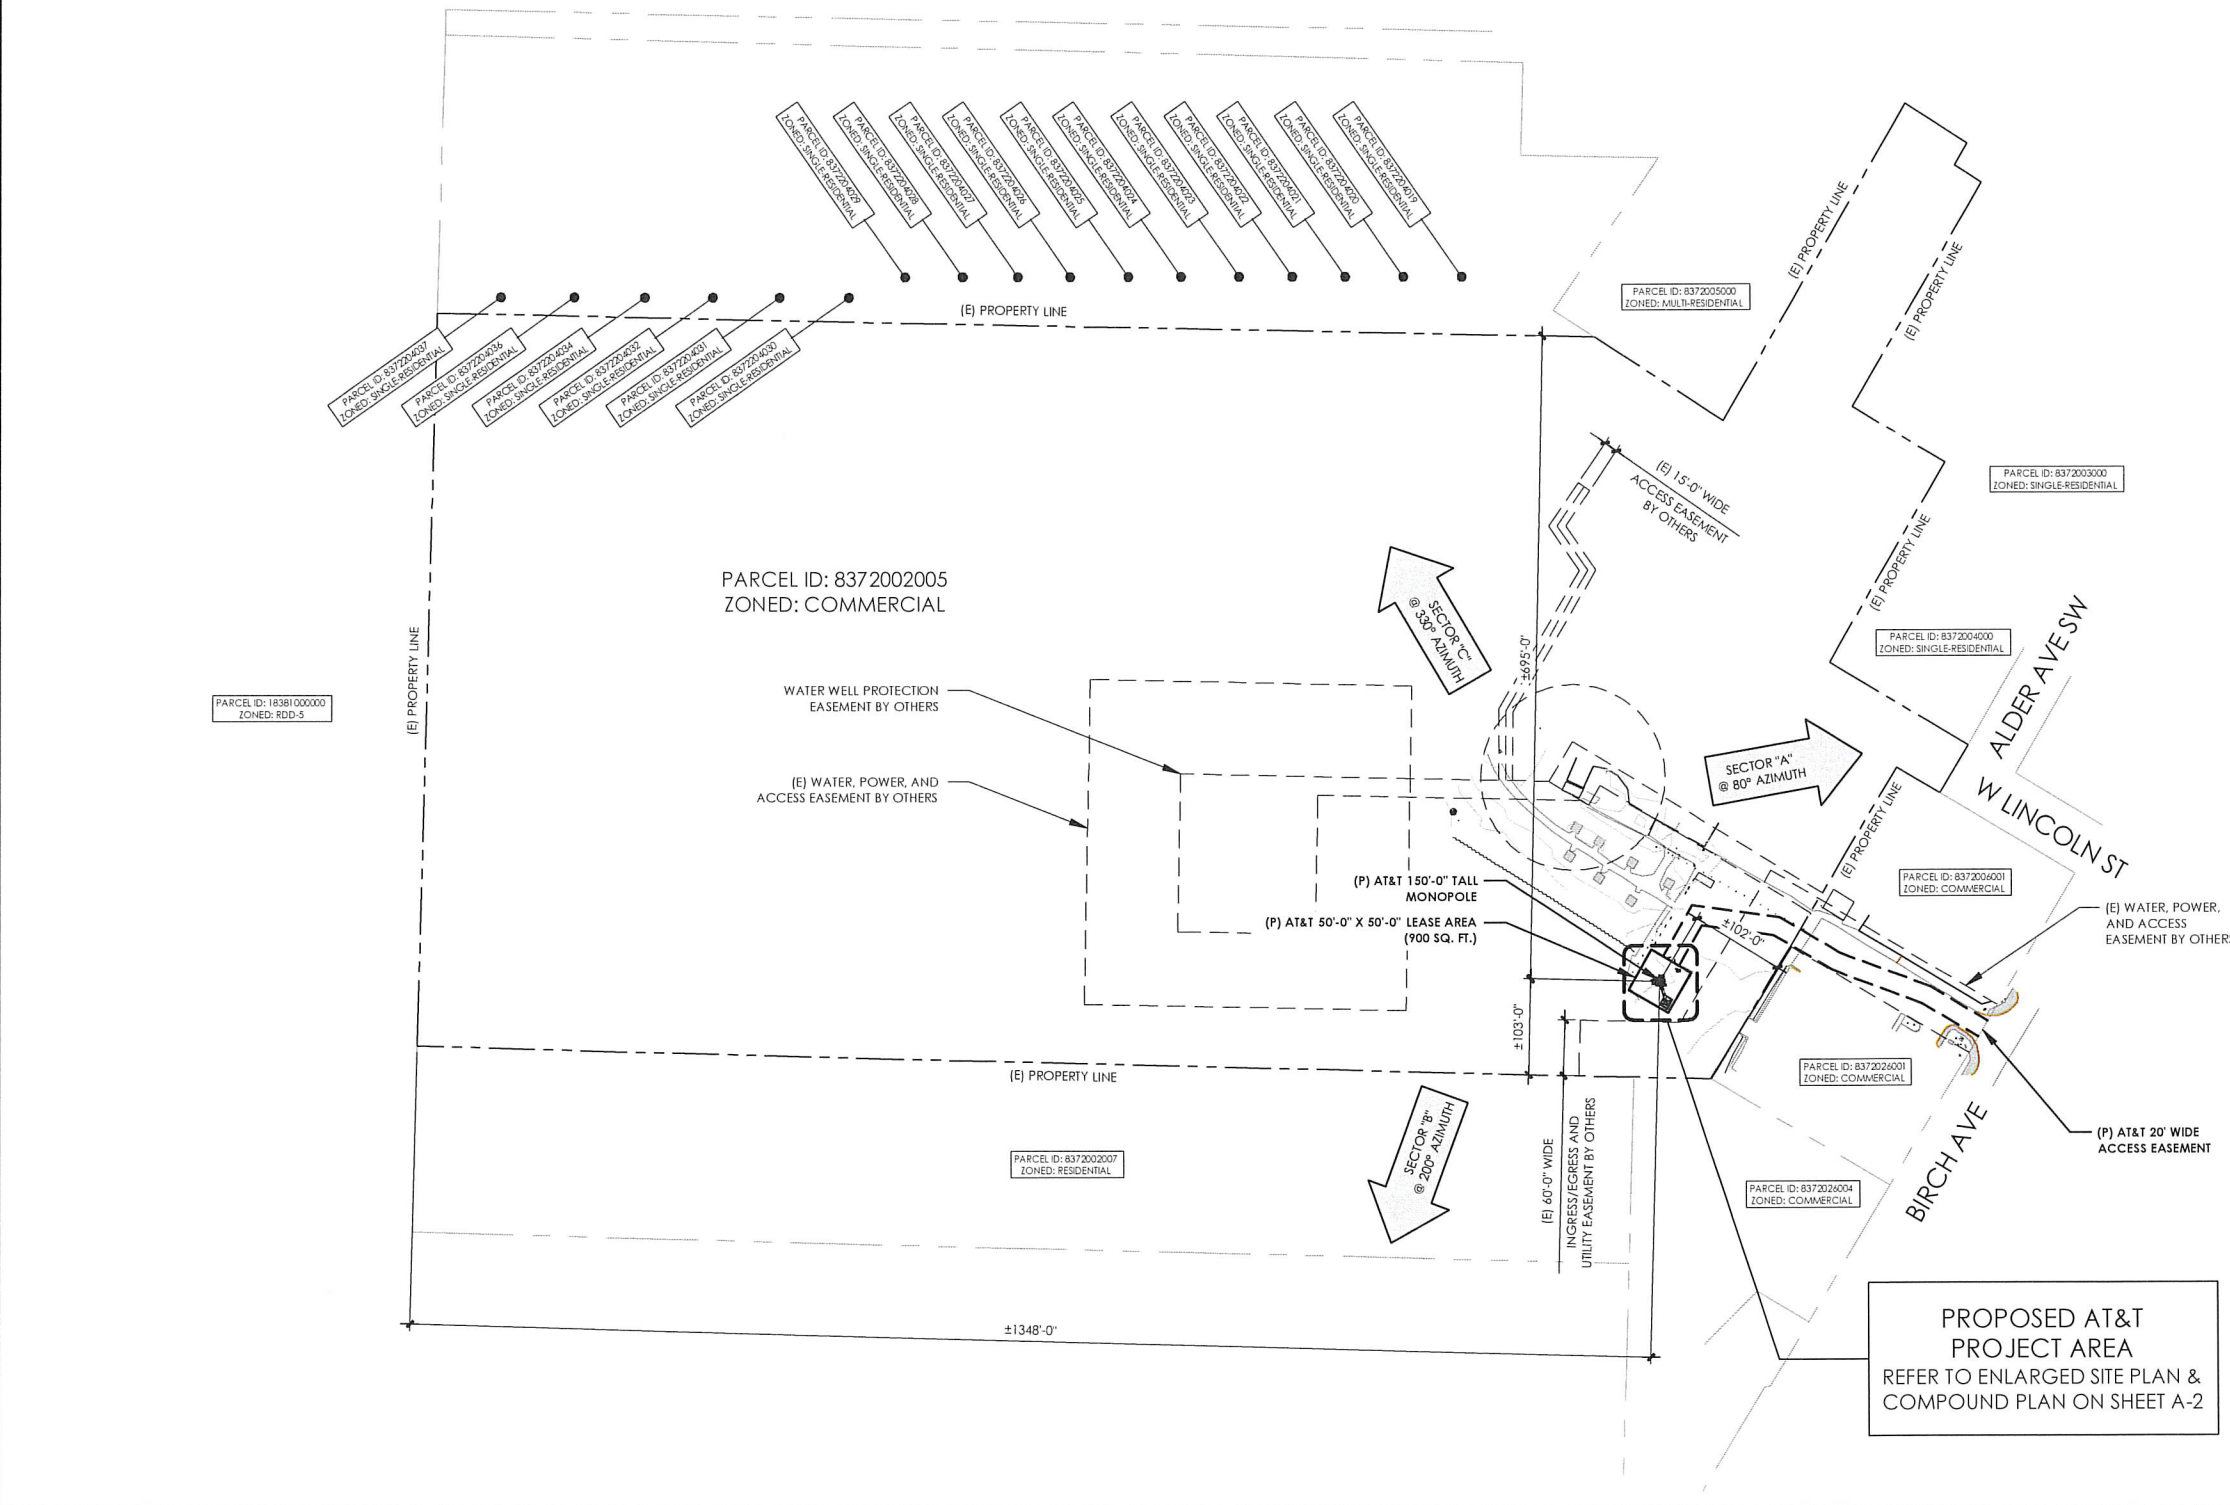 PARCEL ID: 8372204029
ZONED: SINGLE-RESIDENTIAL
PARCEL ID: 8372204028
ZONED: SINGLE-RESIDENTIAL
PARCEL ID: 8372204027
ZONED: SINGLE-RESIDENTIAL
PARCEL ID: 8372204026
ZONED: SINGLE-RESIDENTIAL
PARCEL ID: 8372204025
ZONED: SINGLE-RESIDENTIAL
PARCEL ID: 8372204024
ZONED: SINGLE-RESIDENTIAL
PARCEL ID: 8372204023
ZONED: SINGLE-RESIDENTIAL
PARCEL ID: 8372204022
ZONED: SINGLE-RESIDENTIAL
PARCEL ID: 8372204021
ZONED: SINGLE-RESIDENTIAL
PARCEL ID: 8372204020
ZONED: SINGLE-RESIDENTIAL
PARCEL ID: 8372204019
ZONED: SINGLE-RESIDENTIAL
(E) PROPERTY LINE
(E) PROPERTY LINE
PARCEL ID: 8372005000
ZONED: MULTI-RESIDENTIAL
(E) PROPERTY LINE
PARCEL ID: 8372204037
ZONED: SINGLE-RESIDENTIAL
PARCEL ID: 8372204036
ZONED: SINGLE-RESIDENTIAL
PARCEL ID: 8372204034
ZONED: SINGLE-RESIDENTIAL
PARCEL ID: 8372204032
ZONED: SINGLE-RESIDENTIAL
PARCEL ID: 8372204031
ZONED: SINGLE-RESIDENTIAL
PARCEL ID: 8372204030
ZONED: SINGLE-RESIDENTIAL
(E) 15'-0" WIDE
ACCESS EASEMENT
BY OTHERS
PARCEL ID: 8372003000
ZONED: SINGLE-RESIDENTIAL
(E) PROPERTY LINE
PARCEL ID: 8372002005
ZONED: COMMERCIAL
SECTOR "C"
@ 330° AZIMUTH
±695'-0"
PARCEL ID: 8372004000
ZONED: SINGLE-RESIDENTIAL
ALDER AVE SW
(E) PROPERTY LINE
PARCEL ID: 18381000000
ZONED: RDD-5
WATER WELL PROTECTION
EASEMENT BY OTHERS
(E) WATER, POWER, AND
ACCESS EASEMENT BY OTHERS
SECTOR "A"
@ 80° AZIMUTH
(E) PROPERTY LINE
W LINCOLN ST
PARCEL ID: 8372006001
ZONED: COMMERCIAL
(P) AT&T 150'-0" TALL
MONOPOLE
(P) AT&T 50'-0" X 50'-0" LEASE AREA
(900 SQ. FT.)
±102'-0"
(E) WATER, POWER,
AND ACCESS
EASEMENT BY OTHERS
±103'-0"
(E) PROPERTY LINE
PARCEL ID: 8372026001
ZONED: COMMERCIAL
PARCEL ID: 8372002007
ZONED: RESIDENTIAL
SECTOR "B"
@ 200° AZIMUTH
(E) 60'-0" WIDE
INGRESS/EGRESS AND
UTILITY EASEMENT BY OTHERS
PARCEL ID: 8372026004
ZONED: COMMERCIAL
BIRCH AVE
(P) AT&T 20' WIDE
ACCESS EASEMENT
±1348'-0"
PROPOSED AT&T
PROJECT AREA
REFER TO ENLARGED SITE PLAN &
COMPOUND PLAN ON SHEET A-2